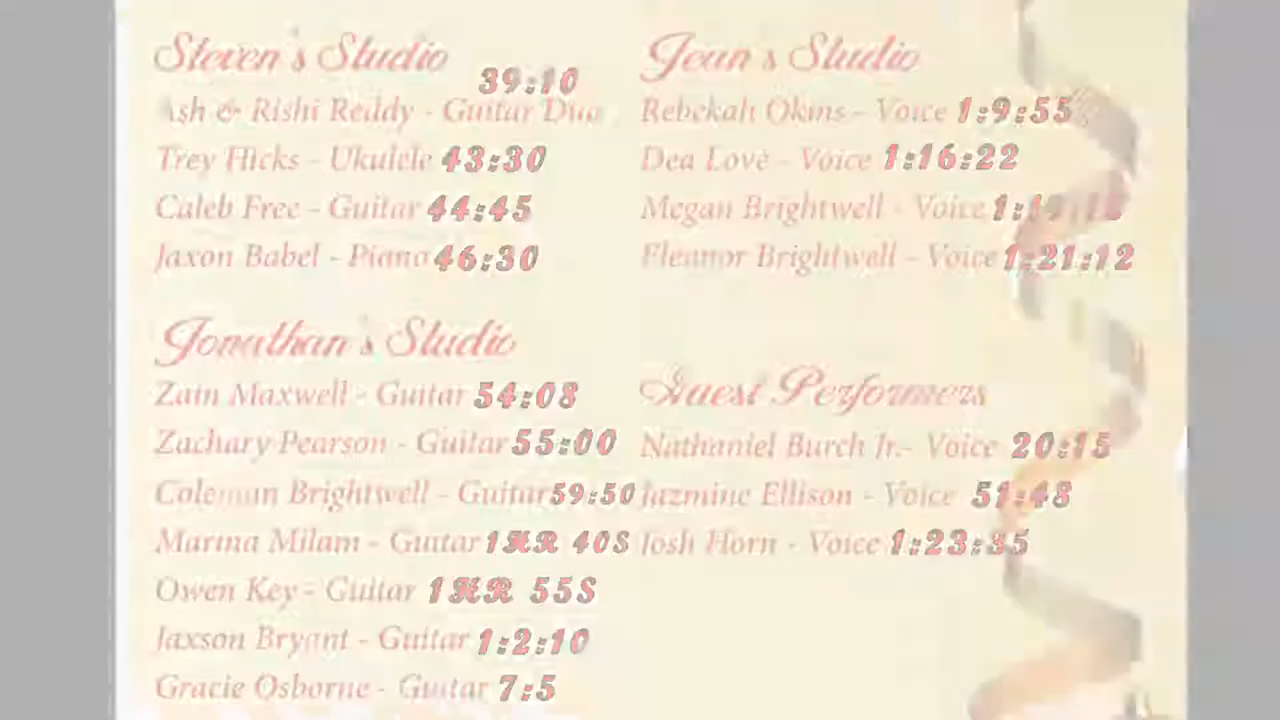 Steven's Studio
39:10
Ash & Rishi Reddy - Guitar Duo
Trey Hicks - Ukulele 43:30
Caleb Free - Guitar 44:45
Jaxon Babel - Piano 46:30
Jonathan's Studio
Zain Maxwell - Guitar 54:08
Zachary Pearson - Guitar 55:00
Coleman Brightwell - Guitar 59:50
Marina Milam - Guitar 1HR 40S
Owen Key - Guitar 1HR 55S
Jaxson Bryant - Guitar 1:2:10
Gracie Osborne - Guitar 7:5
Jean's Studio
Rebekah Okins - Voice 1:9:55
Dea Love - Voice 1:16:22
Megan Brightwell - Voice
Eleanor Brightwell - Voice 1:21:12
Guest Performers
Nathaniel Burch Jr.- Voice 20:15
Jazmine Ellison - Voice 51:48
Josh Horn - Voice 1:23:35